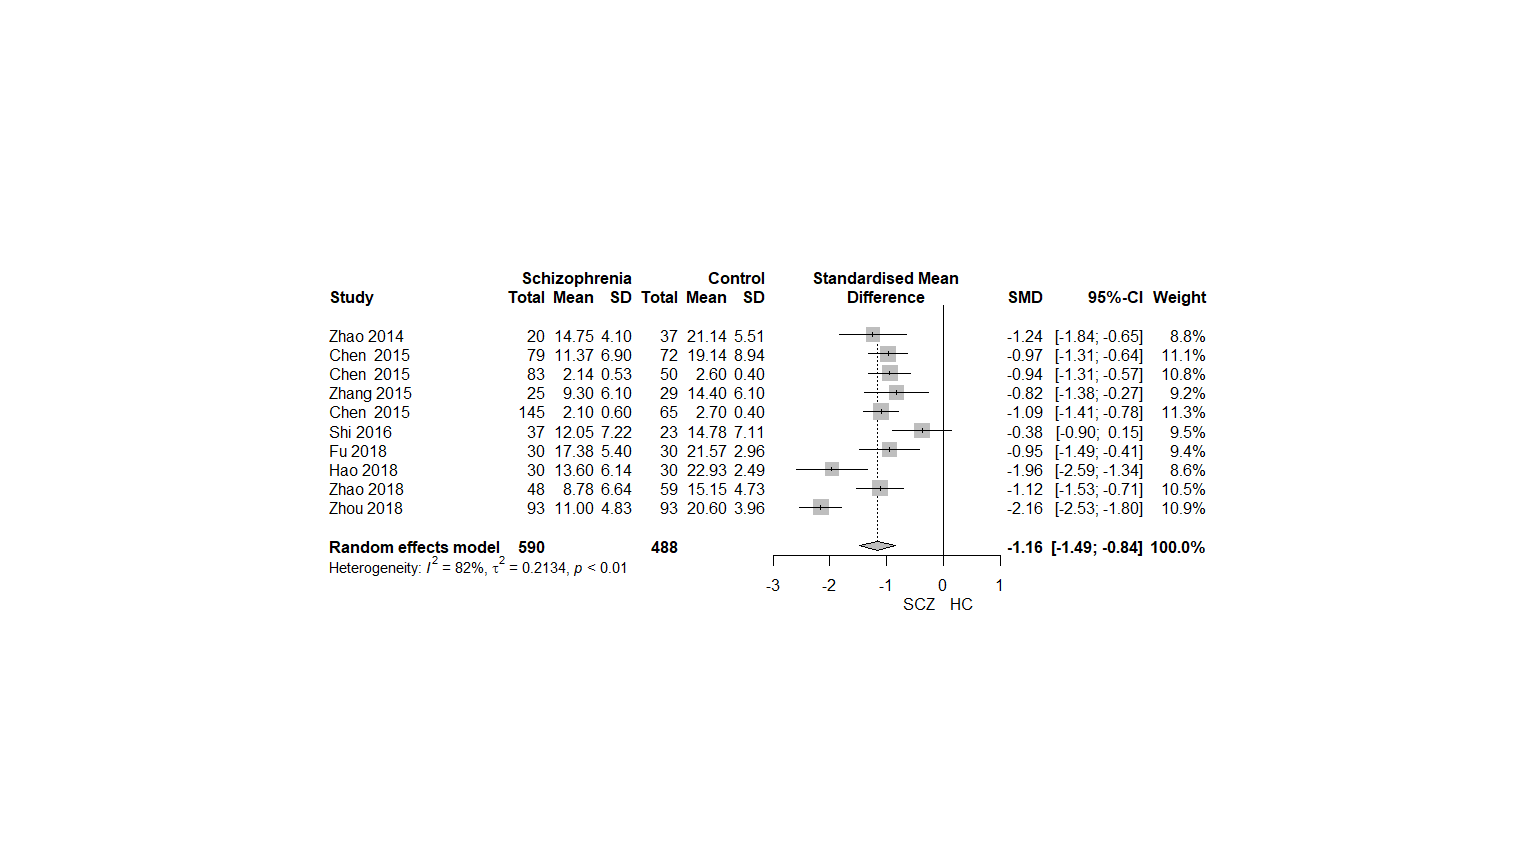 Schizophrenia Control Standardised Mean
Study Total Mean SD Total Mean SD Difference SMD 95%-CI Weight
Zhao 2014 20 14.75 4.10 37 21.14 5.51 -1.24 [-1.84; -0.65] 8.8%
Chen 2015 79 11.37 6.90 72 19.14 8.94 -0.97 [-1.31; -0.64] 11.1%
Chen 2015 83 2.14 0.53 50 2.60 0.40 -0.94 [-1.31; -0.57] 10.8%
Zhang 2015 25 9.30 6.10 29 14.40 6.10 -0.82 [-1.38; -0.27] 9.2%
Chen 2015 145 2.10 0.60 65 2.70 0.40 -1.09 [-1.41; -0.78] 11.3%
Shi 2016 37 12.05 7.22 23 14.78 7.11 -0.38 [-0.90; 0.15] 9.5%
Fu 2018 30 17.38 5.40 30 21.57 2.96 -0.95 [-1.49; -0.41] 9.4%
Hao 2018 30 13.60 6.14 30 22.93 2.49 -1.96 [-2.59; -1.34] 8.6%
Zhao 2018 48 8.78 6.64 59 15.15 4.73 -1.12 [-1.53; -0.71] 10.5%
Zhou 2018 93 11.00 4.83 93 20.60 3.96 -2.16 [-2.53; -1.80] 10.9%
Random effects model 590 488 -1.16 [-1.49; -0.84] 100.0%
Heterogeneity: I² = 82%, τ² = 0.2134, p < 0.01
-3 -2 -1 0 1
SCZ HC